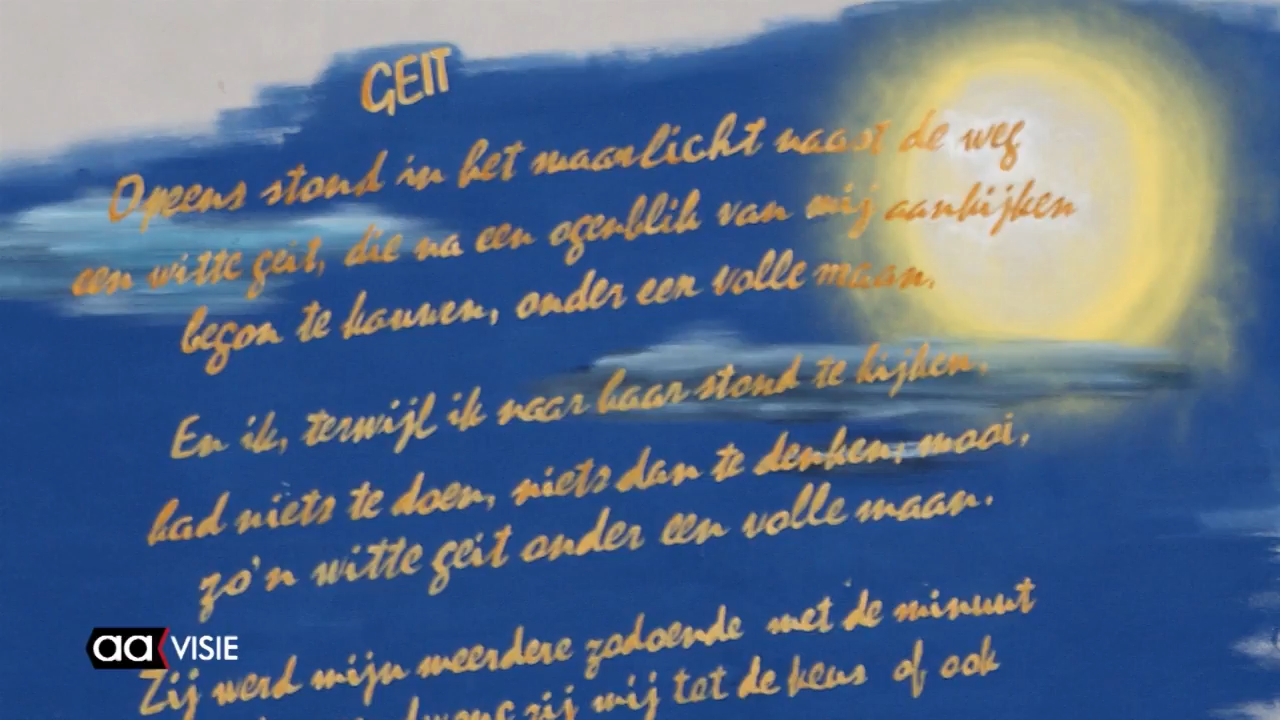 GEIT
Opeens stond in het maanlicht naast de weg
een witte geit, die na een ogenblik van mij aankijken
begon te kauwen, onder een volle maan.
En ik, terwijl ik naar haar stond te kijken,
had niets te doen, niets dan te denken, mooi,
zo'n witte geit onder een volle maan.
Zij werd mijn meerdere zodoende met de minuut
zij mij tot de keus of ook
aa VISIE